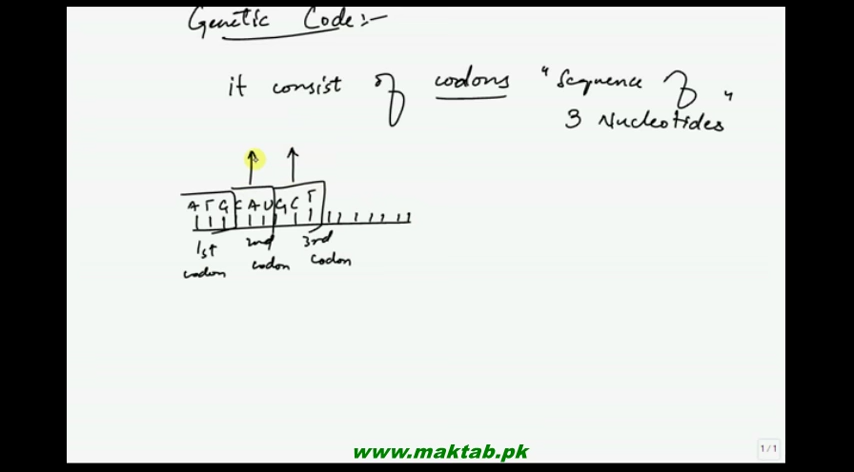 Genetic Code:-
it consist of codons "Sequence of
3 Nucleotides"
A T G C A U G C T
1st 2nd 3rd
codon codon codon
www.maktab.pk
1/1